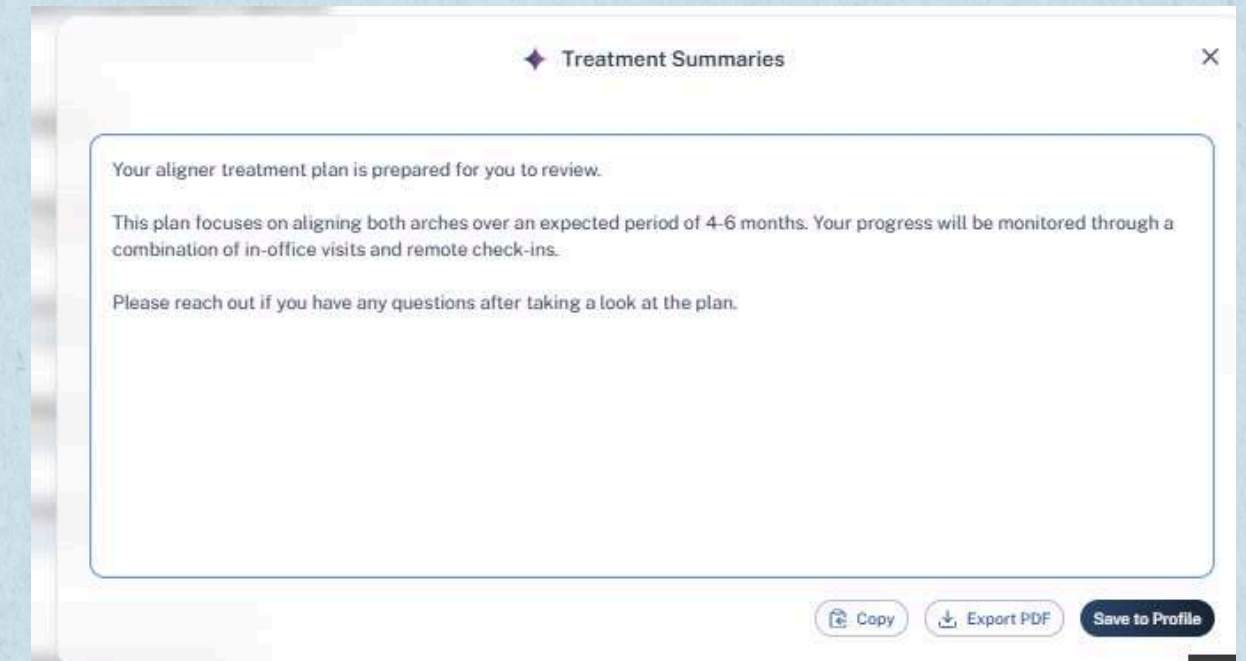 Treatment Summaries
Your aligner treatment plan is prepared for you to review.
This plan focuses on aligning both arches over an expected period of 4-6 months. Your progress will be monitored through a
combination of in-office visits and remote check-ins.
Please reach out if you have any questions after taking a look at the plan.
Copy
Export PDF
Save to Profile